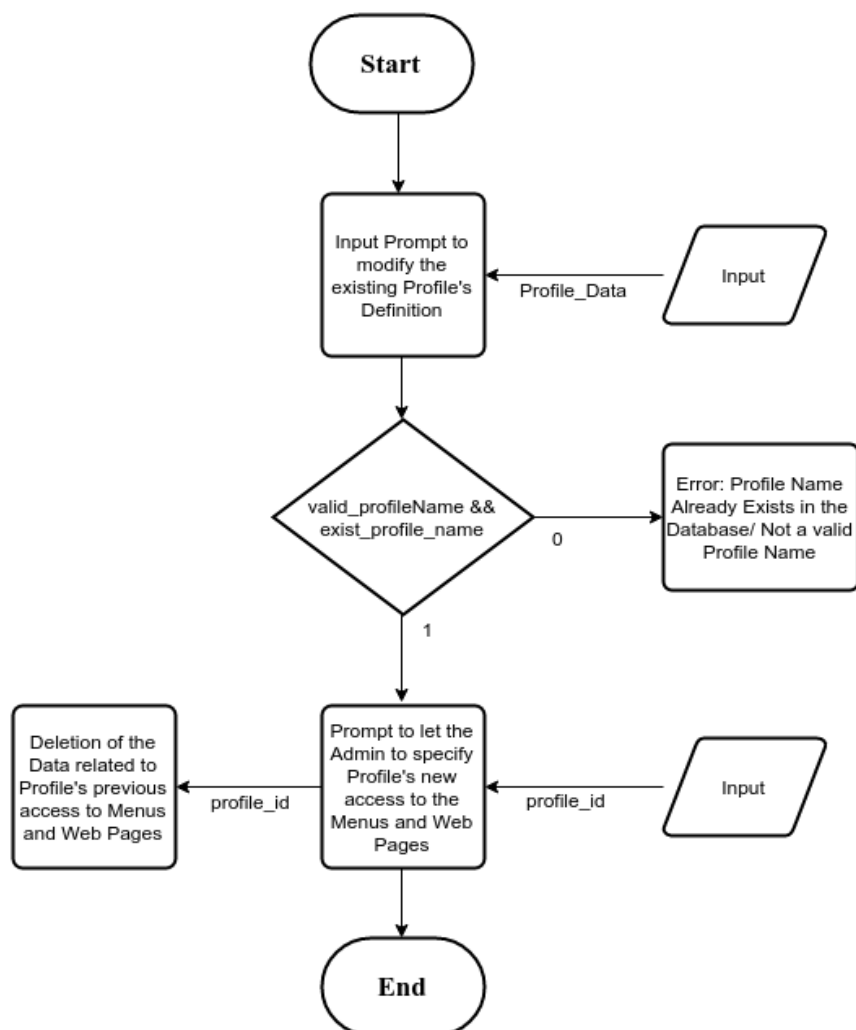 Start
Input Prompt to
modify the
existing Profile's
Definition
Profile_Data
Input
valid_profileName &&
exist_profile_name
0
Error: Profile Name
Already Exists in the
Database/ Not a valid
Profile Name
1
Deletion of the
Data related to
Profile's previous
access to Menus
and Web Pages
profile_id
Prompt to let the
Admin to specify
Profile's new
access to the
Menus and Web
Pages
profile_id
Input
End